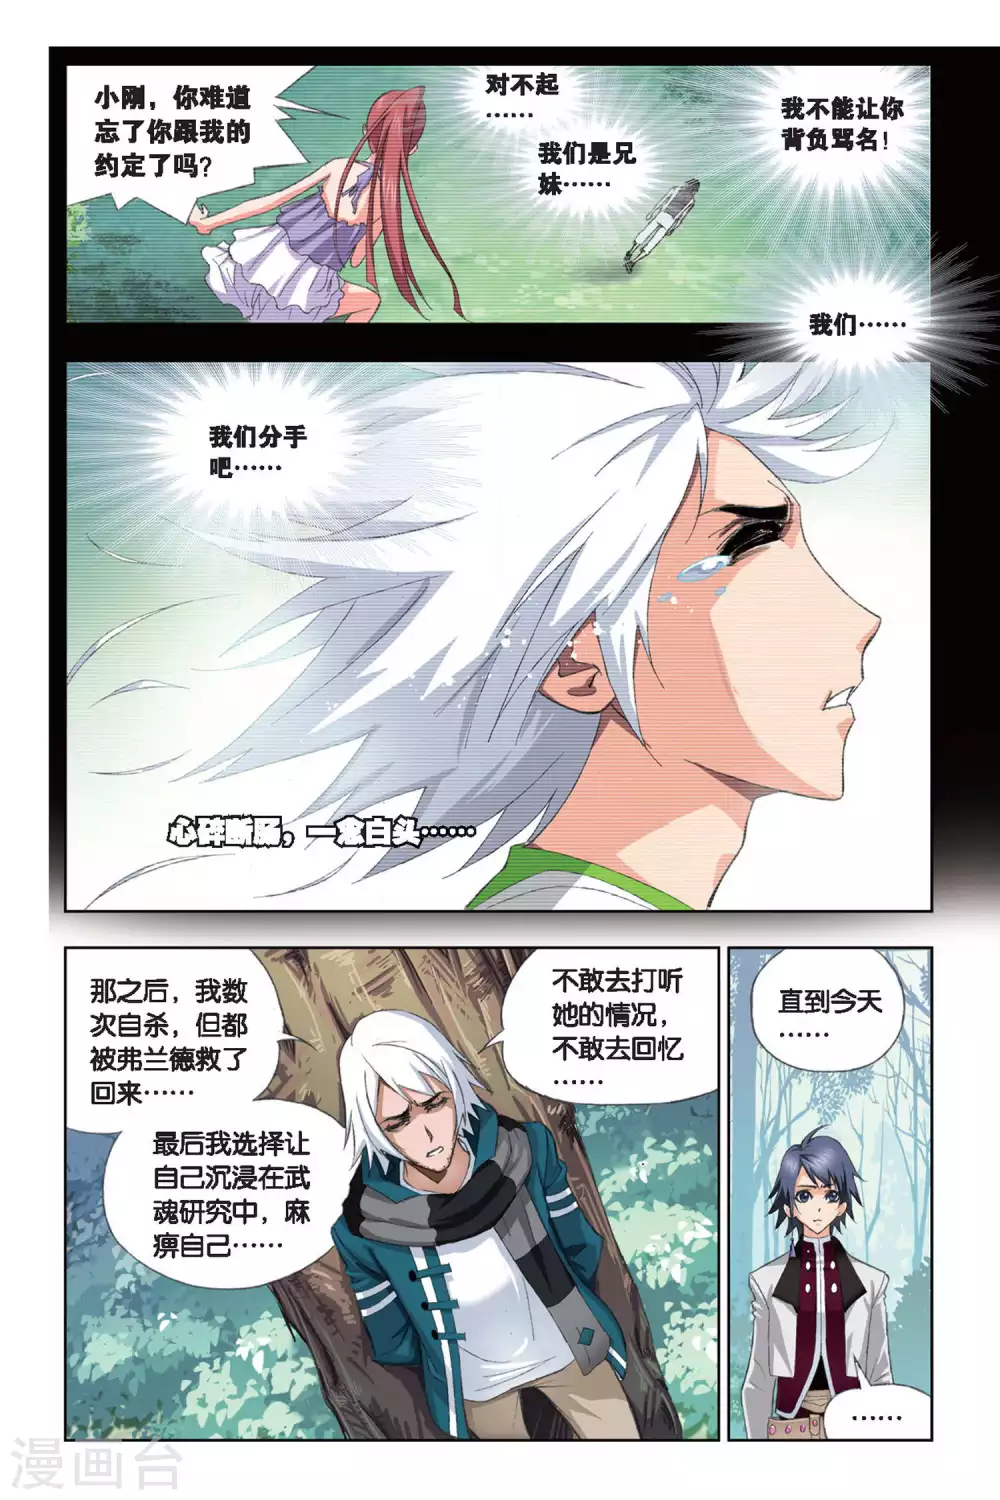 小刚，你难道
忘了你跟我的
约定了吗？
对不起
……
我们是兄
妹……
我不能让你
背负骂名！
我们……
我们分手
吧……
心碎断肠，一念白头……
那之后，我数
次自杀，但都
被弗兰德救了
回来……
最后我选择让
自己沉浸在武
魂研究中，麻
痹自己……
不敢去打听
她的情况，
不敢去回忆
……
直到今天
……
……
漫画台